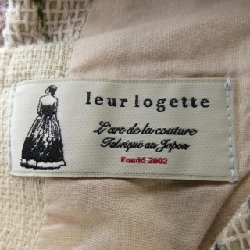 leur logette
L'art de la couture
Fabriqué au Japon
Fondé 2002